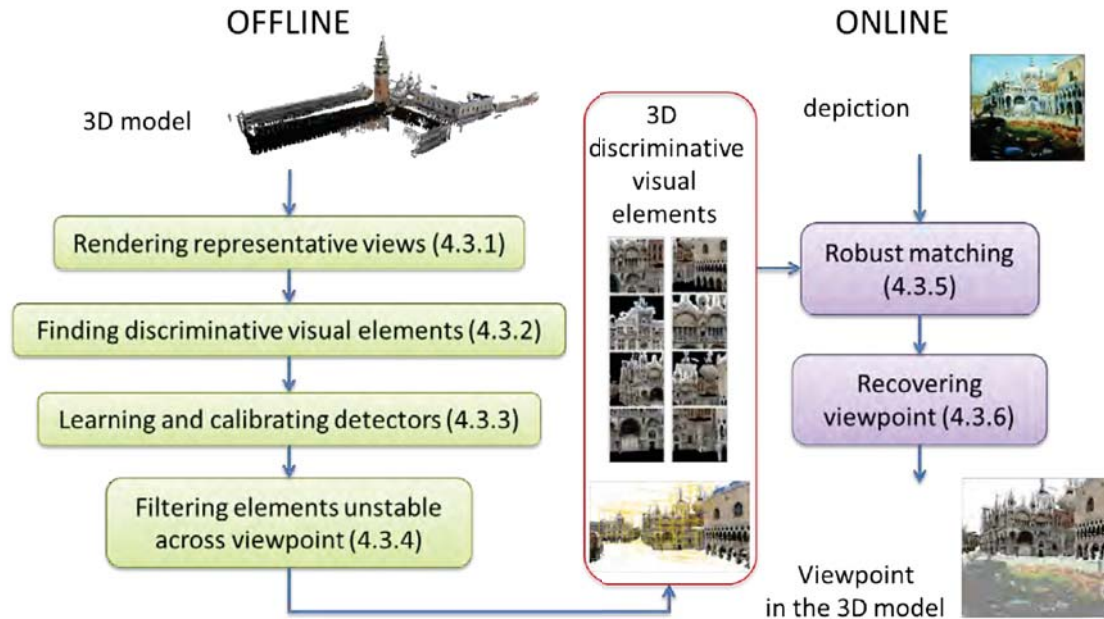 OFFLINE
3D model
Rendering representative views (4.3.1)
Finding discriminative visual elements (4.3.2)
Learning and calibrating detectors (4.3.3)
Filtering elements unstable
across viewpoint (4.3.4)
3D
discriminative
visual
elements
ONLINE
depiction
Robust matching
(4.3.5)
Recovering
viewpoint (4.3.6)
Viewpoint
in the 3D model